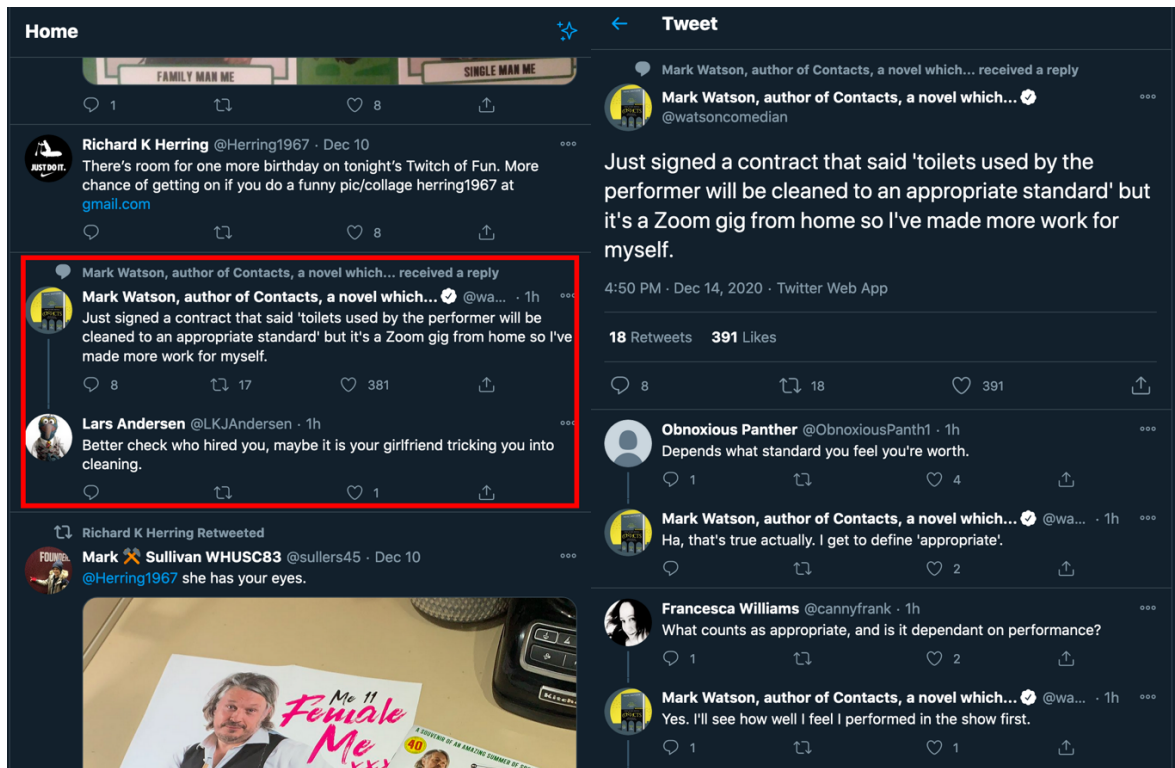 Home
FAMILY MAN ME
SINGLE MAN ME
1
8
JUST DO IT.
Richard K Herring @Herring1967 · Dec 10
There's room for one more birthday on tonight's Twitch of Fun. More
chance of getting on if you do a funny pic/collage herring1967 at
gmail.com
8
Mark Watson, author of Contacts, a novel which... received a reply
Mark Watson, author of Contacts, a novel which... @wa... · 1h
Just signed a contract that said 'toilets used by the performer will be
cleaned to an appropriate standard' but it's a Zoom gig from home so I've
made more work for myself.
8 17 381
Lars Andersen @LKJAndersen · 1h
Better check who hired you, maybe it is your girlfriend tricking you into
cleaning.
1
Richard K Herring Retweeted
Mark Sullivan WHUSC83 @sullers45 · Dec 10
@Herring1967 she has your eyes.
Me 11
Female
Me
xxx
40
A SOUVENIR OF AN AMAZING SUMMER OF
Tweet
Mark Watson, author of Contacts, a novel which... received a reply
Mark Watson, author of Contacts, a novel which...
@watsoncomedian
Just signed a contract that said 'toilets used by the
performer will be cleaned to an appropriate standard' but
it's a Zoom gig from home so I've made more work for
myself.
4:50 PM · Dec 14, 2020 · Twitter Web App
18 Retweets 391 Likes
8 18 391
Obnoxious Panther @ObnoxiousPanth1 · 1h
Depends what standard you feel you're worth.
1 4
Mark Watson, author of Contacts, a novel which... @wa... · 1h
Ha, that's true actually. I get to define 'appropriate'.
2
Francesca Williams @cannyfrank · 1h
What counts as appropriate, and is it dependant on performance?
1 2
Mark Watson, author of Contacts, a novel which... @wa... · 1h
Yes. I'll see how well I feel I performed in the show first.
1 1